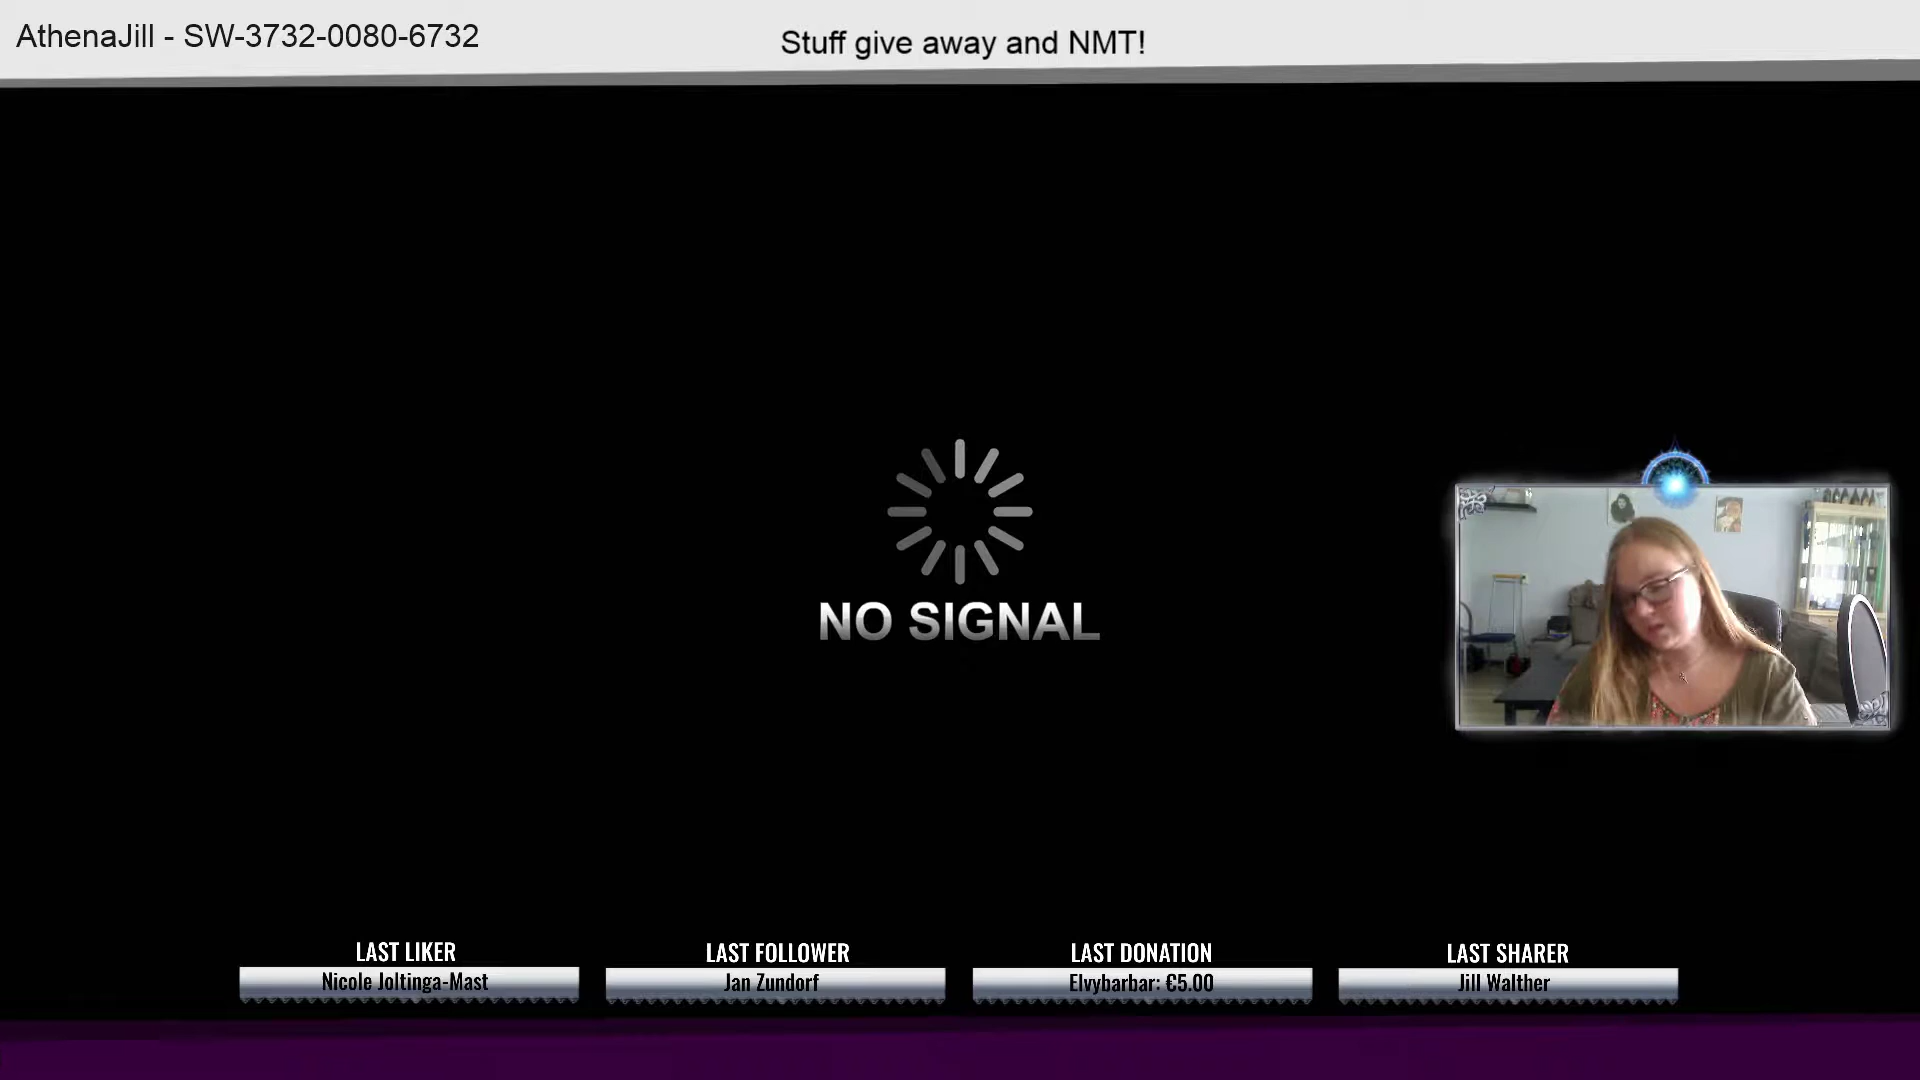 AthenaJill - SW-3732-0080-6732
Stuff give away and NMT!
NO SIGNAL
LAST LIKER
Nicole Joltinga-Mast
LAST FOLLOWER
Jan Zundorf
LAST DONATION
Elvybarbar: €5.00
LAST SHARER
Jill Walther